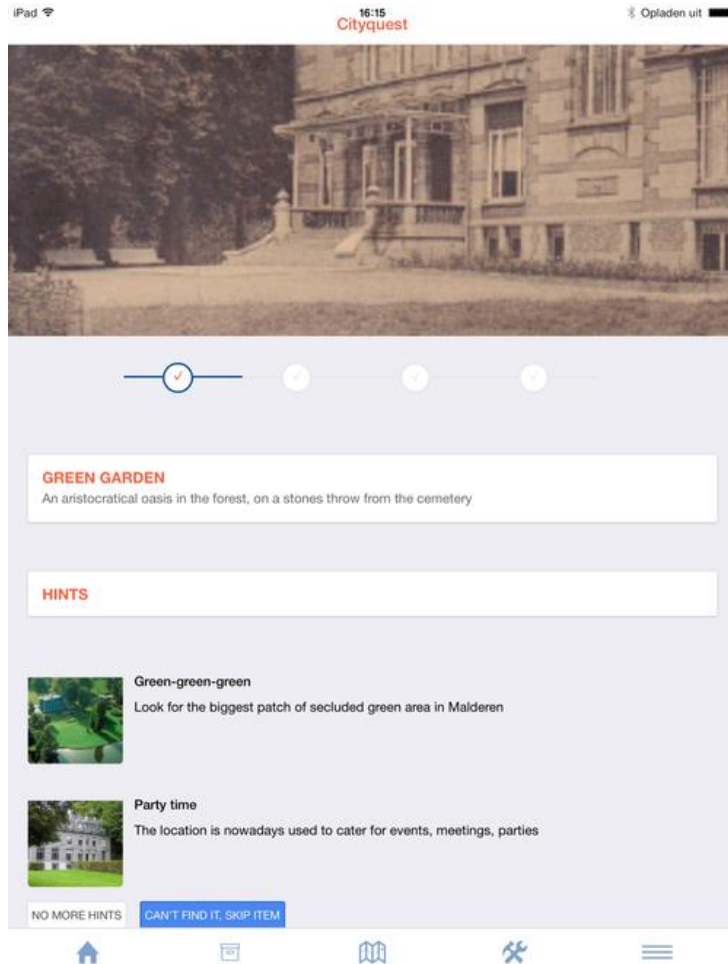 iPad
16:15
Opladen uit
Cityquest
GREEN GARDEN
An aristocratical oasis in the forest, on a stones throw from the cemetery
HINTS
Green-green-green
Look for the biggest patch of secluded green area in Malderen
Party time
The location is nowadays used to cater for events, meetings, parties
NO MORE HINTS
CAN'T FIND IT, SKIP ITEM